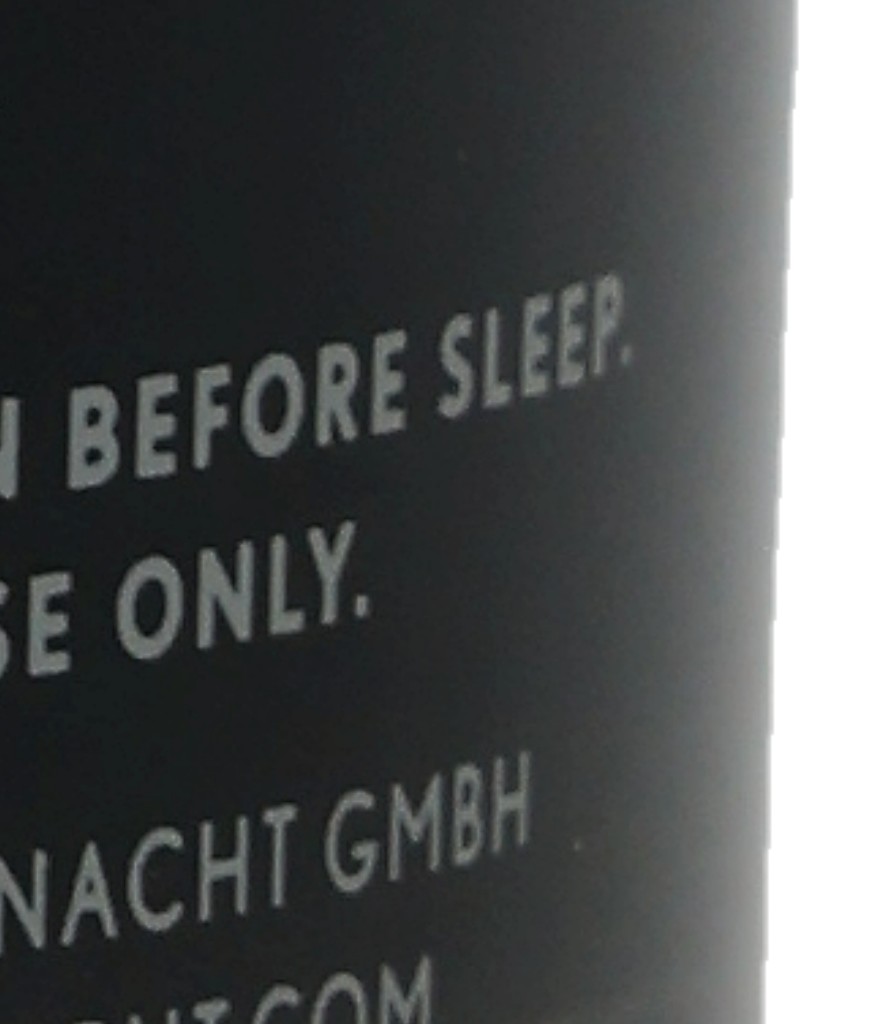 BEFORE SLEEP.
ONLY.
NACHT GMBH